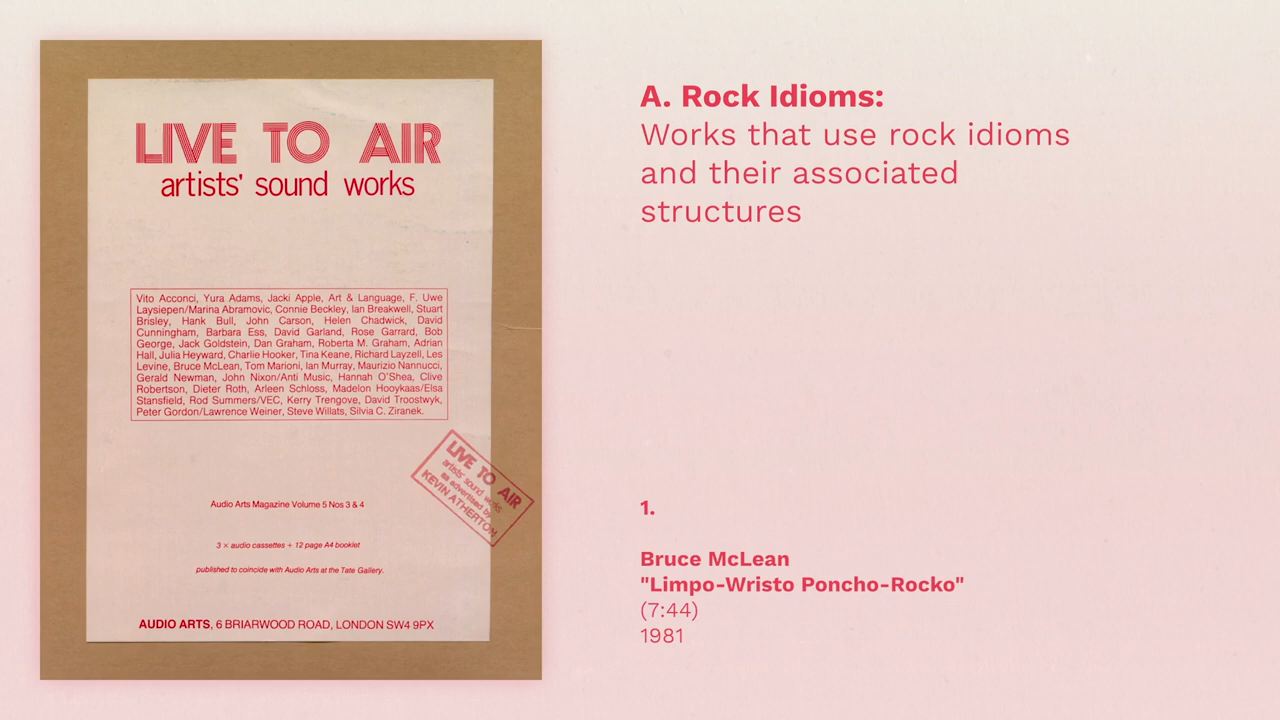 LIVE TO AIR
artists' sound works
Vito Acconci, Yura Adams, Jacki Apple, Art & Language, F. Uwe
Laysiepen/Marina Abramovic, Connie Beckley, Ian Breakwell, Stuart
Brisley, Hank Bull, John Carson, Helen Chadwick, David
Cunningham, Barbara Ess, David Garland, Rose Garrard, Bob
George, Jack Goldstein, Dan Graham, Roberta M. Graham, Adrian
Hall, Julia Heyward, Charlie Hooker, Tina Keane, Richard Layzell, Les
Levine, Bruce McLean, Tom Marioni, Ian Murray, Maurizio Nannucci,
Gerald Newman, John Nixon/Anti Music, Hannah O'Shea, Clive
Robertson, Dieter Roth, Arleen Schloss, Madelon Hooykaas/Elsa
Stansfield, Rod Summers/VEC, Kerry Trengove, David Troostwyk,
Peter Gordon/Lawrence Weiner, Steve Willats, Silvia C. Ziranek.
LIVE TO AIR
artists' sound works
as advertised by
KEVIN ATHERTON
Audio Arts Magazine Volume 5 Nos 3 & 4
3 × audio cassettes + 12 page A4 booklet
published to coincide with Audio Arts at the Tate Gallery.
AUDIO ARTS, 6 BRIARWOOD ROAD, LONDON SW4 9PX
A. Rock Idioms:
Works that use rock idioms
and their associated
structures
1.
Bruce McLean
"Limpo-Wristo Poncho-Rocko"
(7:44)
1981